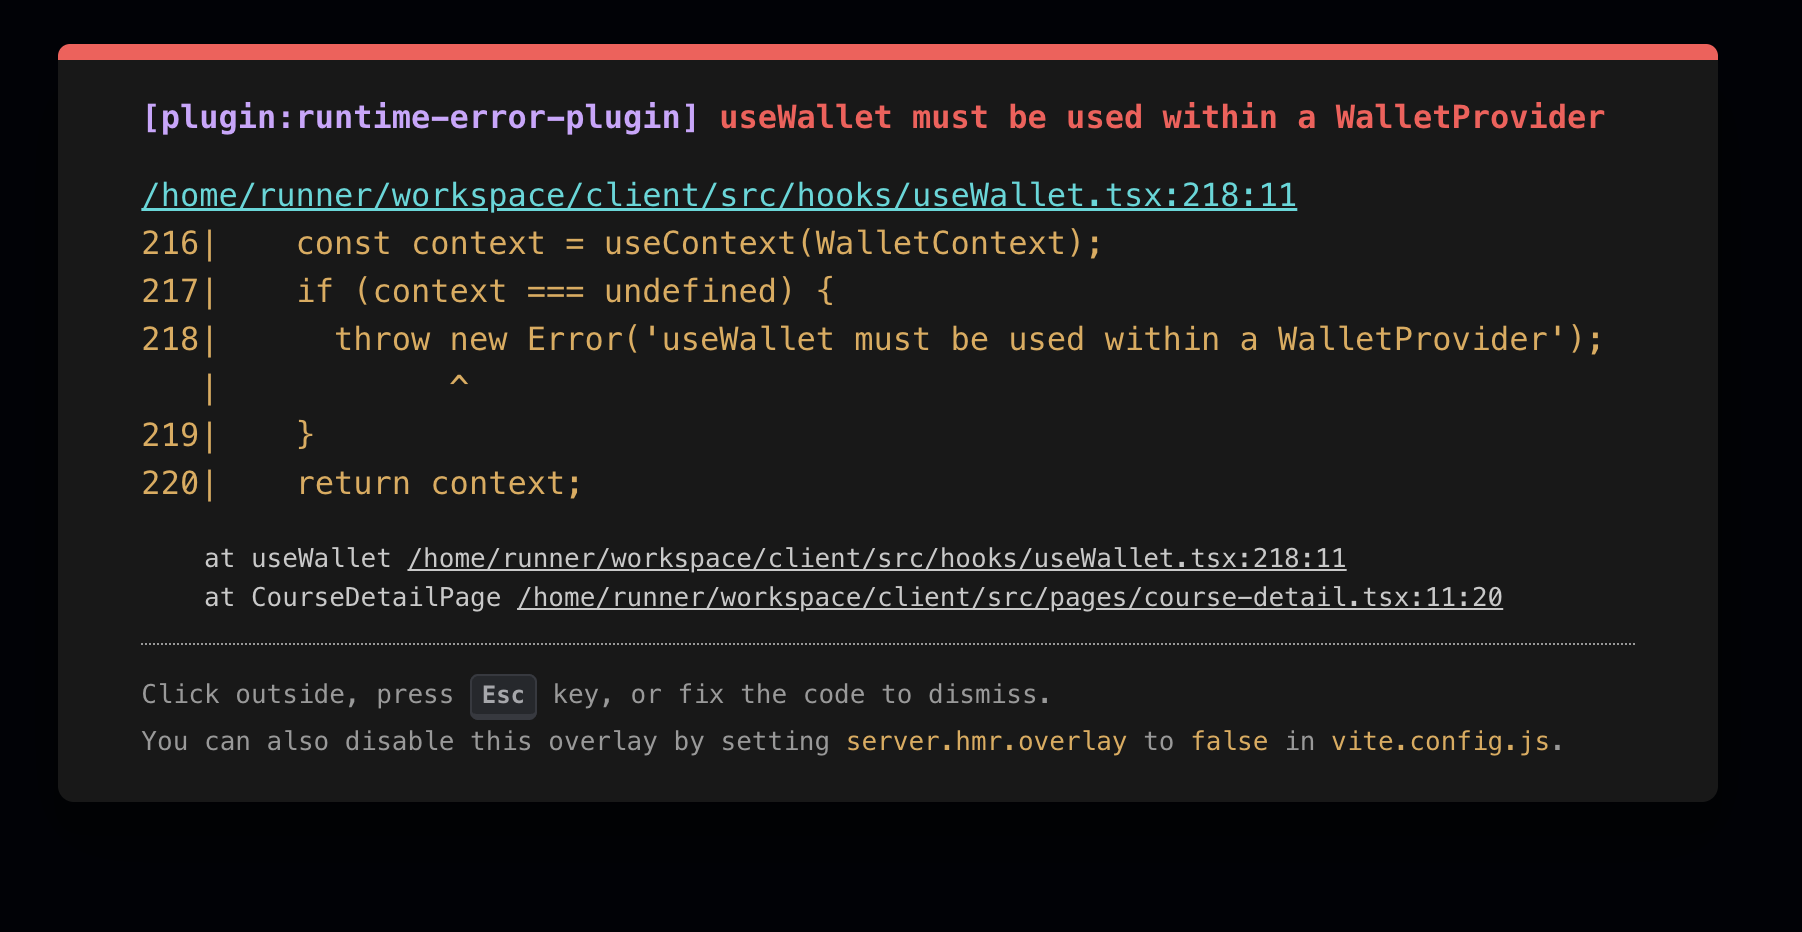 [plugin:runtime-error-plugin] useWallet must be used within a WalletProvider
/home/runner/workspace/client/src/hooks/useWallet.tsx:218:11
216|    const context = useContext(WalletContext);
217|    if (context === undefined) {
218|      throw new Error('useWallet must be used within a WalletProvider');
   |            ^
219|    }
220|    return context;
at useWallet /home/runner/workspace/client/src/hooks/useWallet.tsx:218:11
at CourseDetailPage /home/runner/workspace/client/src/pages/course-detail.tsx:11:20
Click outside, press Esc key, or fix the code to dismiss.
You can also disable this overlay by setting server.hmr.overlay to false in vite.config.js.